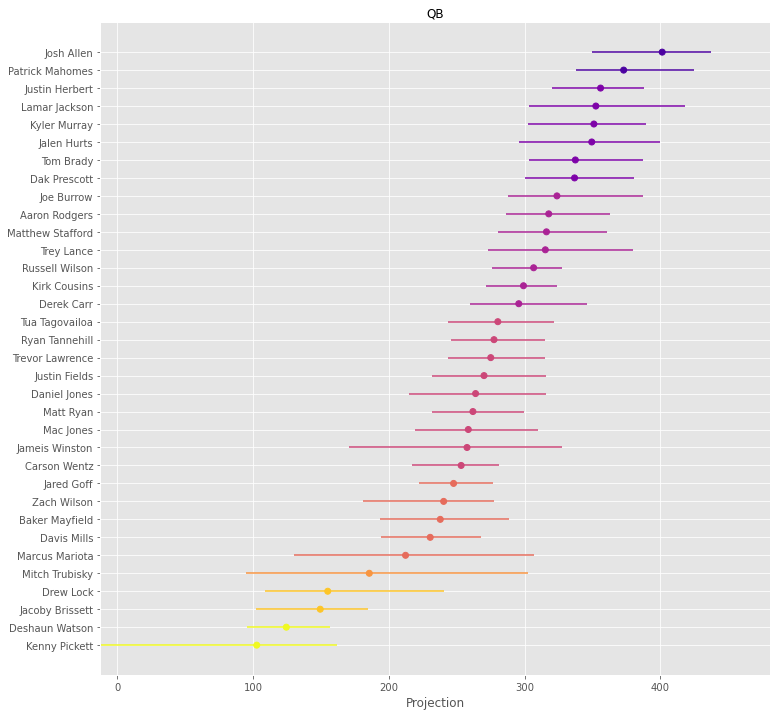 QB
Josh Allen
Patrick Mahomes
Justin Herbert
Lamar Jackson
Kyler Murray
Jalen Hurts
Tom Brady
Dak Prescott
Joe Burrow
Aaron Rodgers
Matthew Stafford
Trey Lance
Russell Wilson
Kirk Cousins
Derek Carr
Tua Tagovailoa
Ryan Tannehill
Trevor Lawrence
Justin Fields
Daniel Jones
Matt Ryan
Mac Jones
Jameis Winston
Carson Wentz
Jared Goff
Zach Wilson
Baker Mayfield
Davis Mills
Marcus Mariota
Mitch Trubisky
Drew Lock
Jacoby Brissett
Deshaun Watson
Kenny Pickett
0 100 200 300 400
Projection